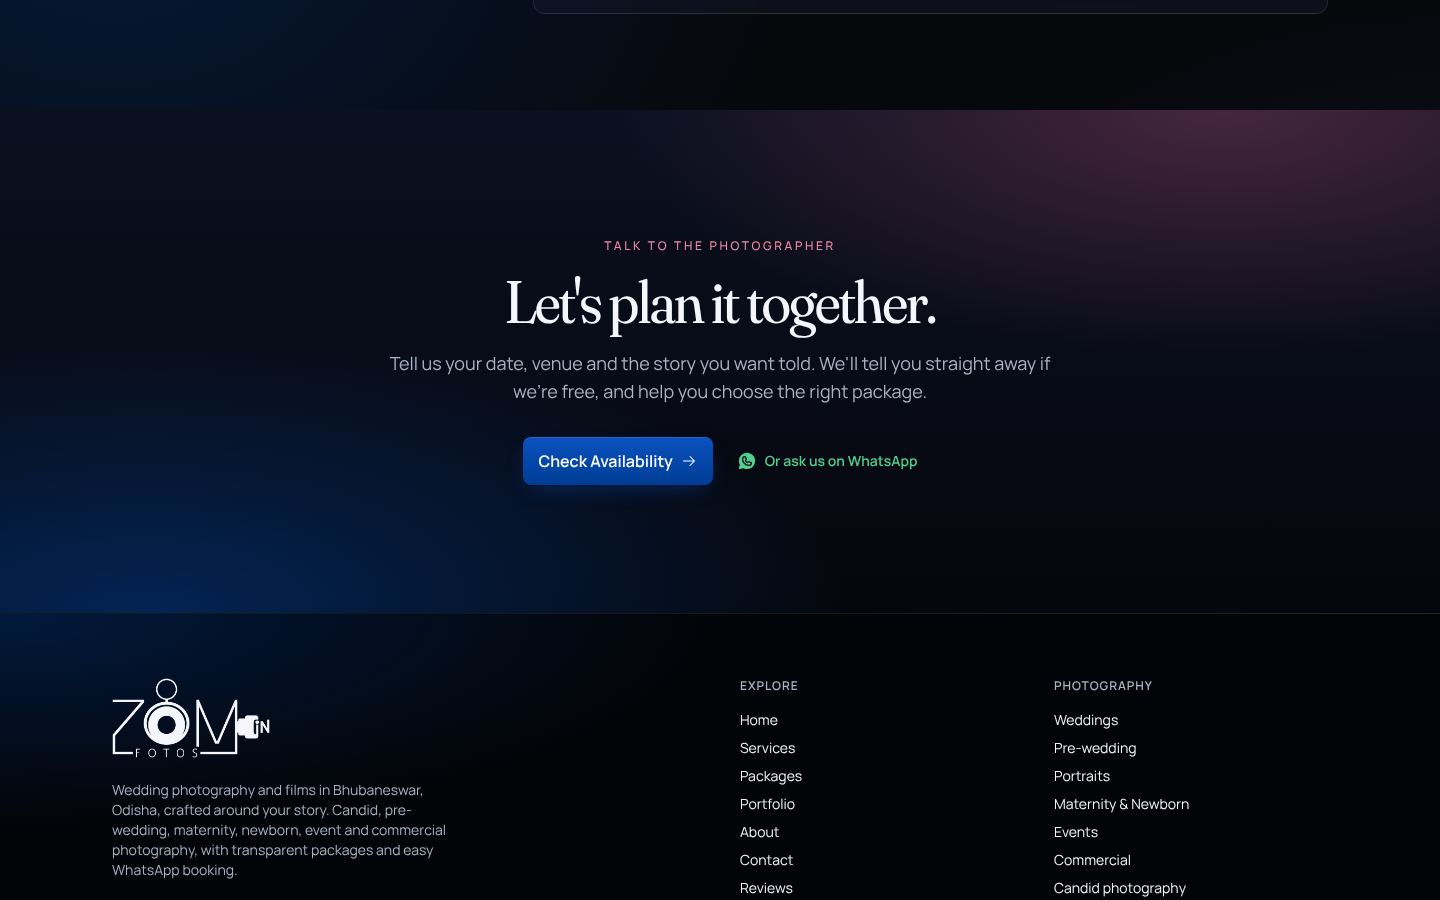 TALK TO THE PHOTOGRAPHER
Let's plan it together.
Tell us your date, venue and the story you want told. We'll tell you straight away if
we're free, and help you choose the right package.
Check Availability →
Or ask us on WhatsApp
ZOM iN
FOTOS
Wedding photography and films in Bhubaneswar,
Odisha, crafted around your story. Candid, pre-
wedding, maternity, newborn, event and commercial
photography, with transparent packages and easy
WhatsApp booking.
EXPLORE
Home
Services
Packages
Portfolio
About
Contact
Reviews
PHOTOGRAPHY
Weddings
Pre-wedding
Portraits
Maternity & Newborn
Events
Commercial
Candid photography